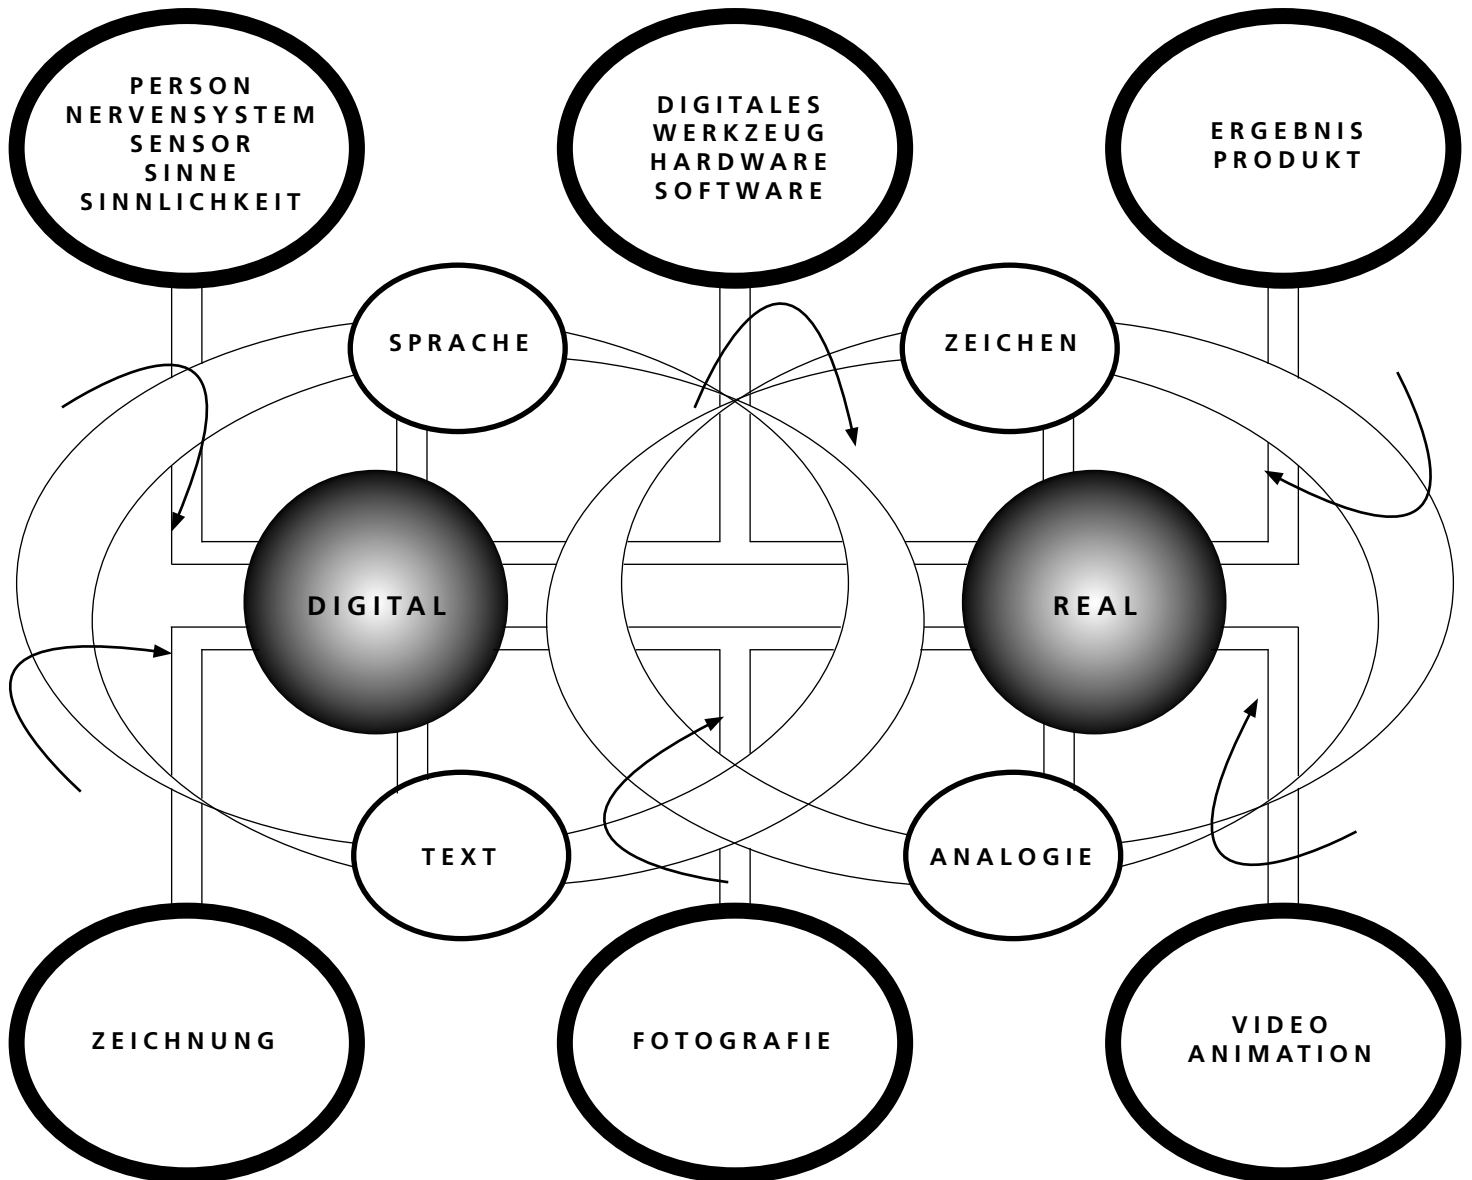 PERSON
NERVENSYSTEM
SENSOR
SINNE
SINNLICHKEIT
DIGITALES
WERKZEUG
HARDWARE
SOFTWARE
ERGEBNIS
PRODUKT
SPRACHE
ZEICHEN
DIGITAL
REAL
TEXT
ANALOGIE
ZEICHNUNG
FOTOGRAFIE
VIDEO
ANIMATION